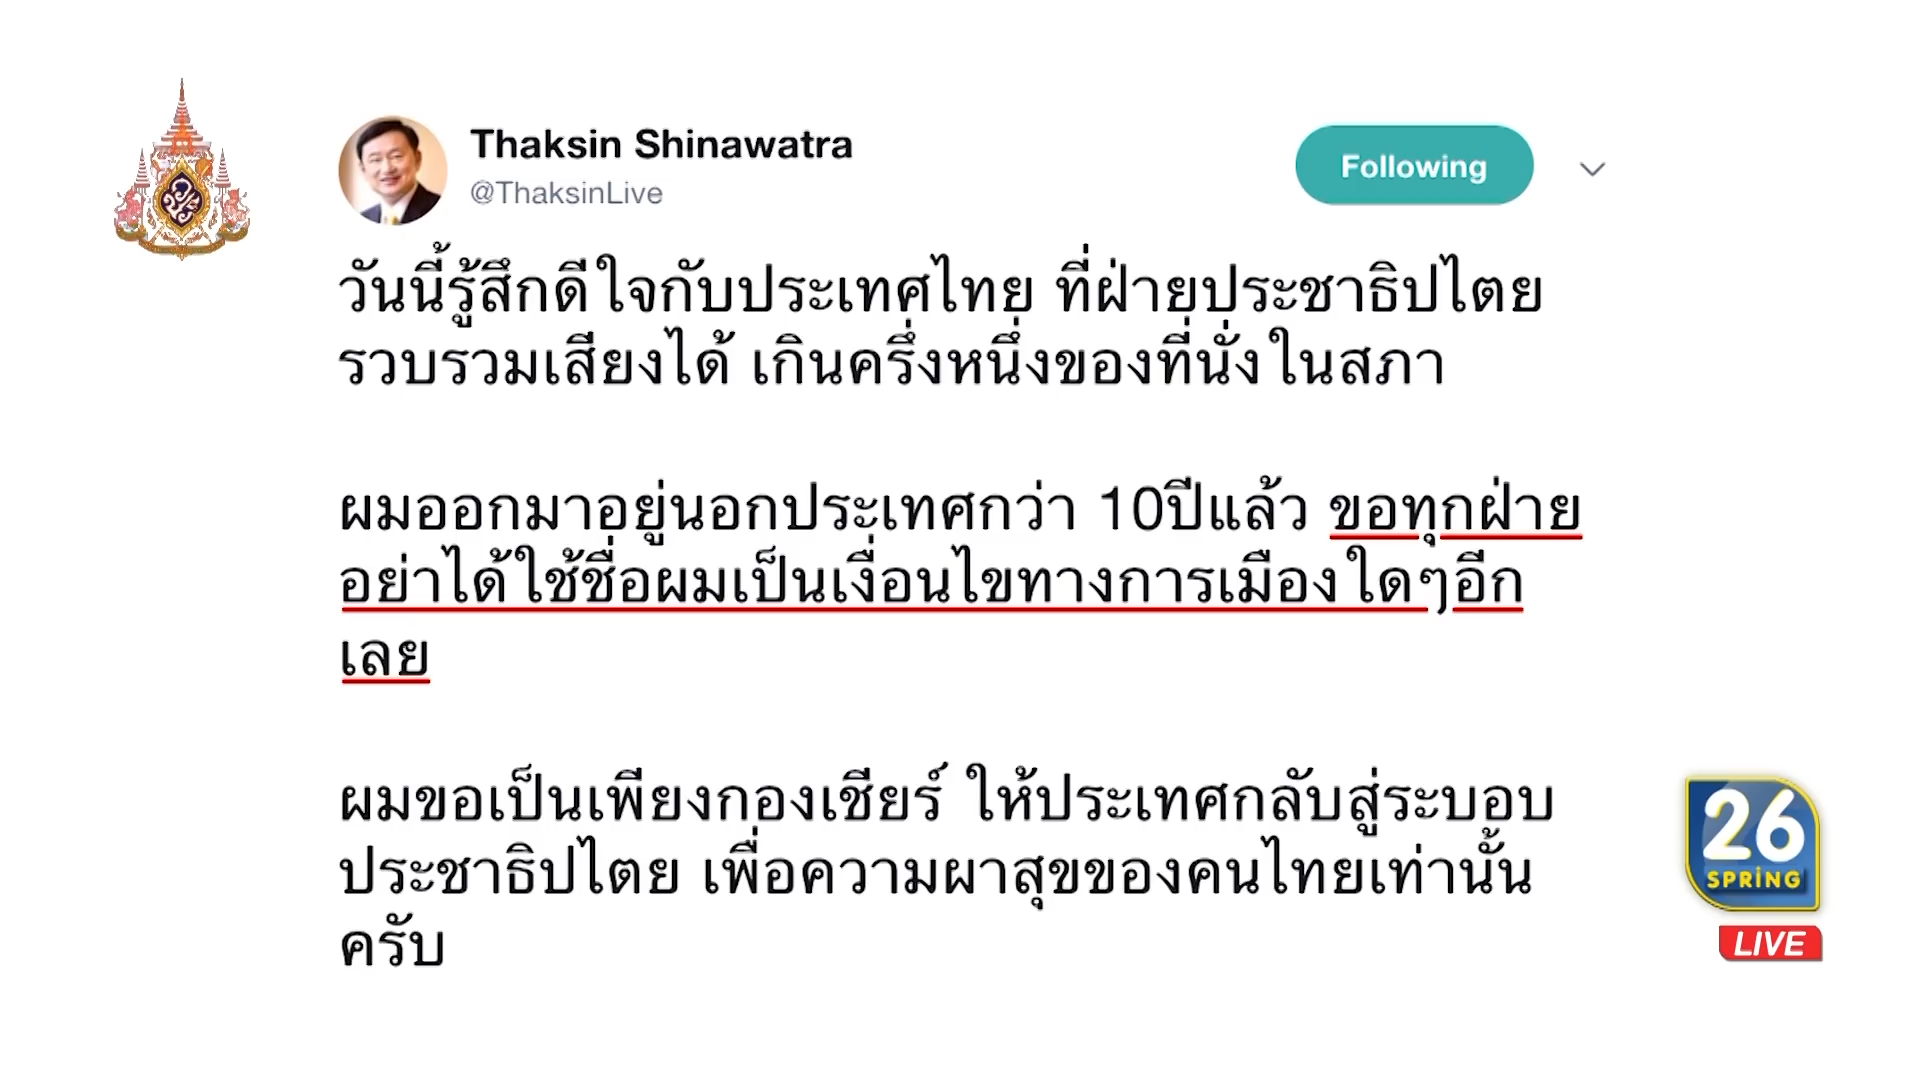 Thaksin Shinawatra
@ThaksinLive
Following
วันนี้รู้สึกดีใจกับประเทศไทย ที่ฝ่ายประชาธิปไตย
รวบรวมเสียงได้ เกินครึ่งหนึ่งของที่นั่งในสภา
ผมออกมาอยู่นอกประเทศกว่า 10ปีแล้ว ขอทุกฝ่าย
อย่าได้ใช้ชื่อผมเป็นเงื่อนไขทางการเมืองใดๆอีก
เลย
ผมขอเป็นเพียงกองเชียร์ ให้ประเทศกลับสู่ระบอบ
ประชาธิปไตย เพื่อความผาสุขของคนไทยเท่านั้น
ครับ
26
SPRiNG
LIVE